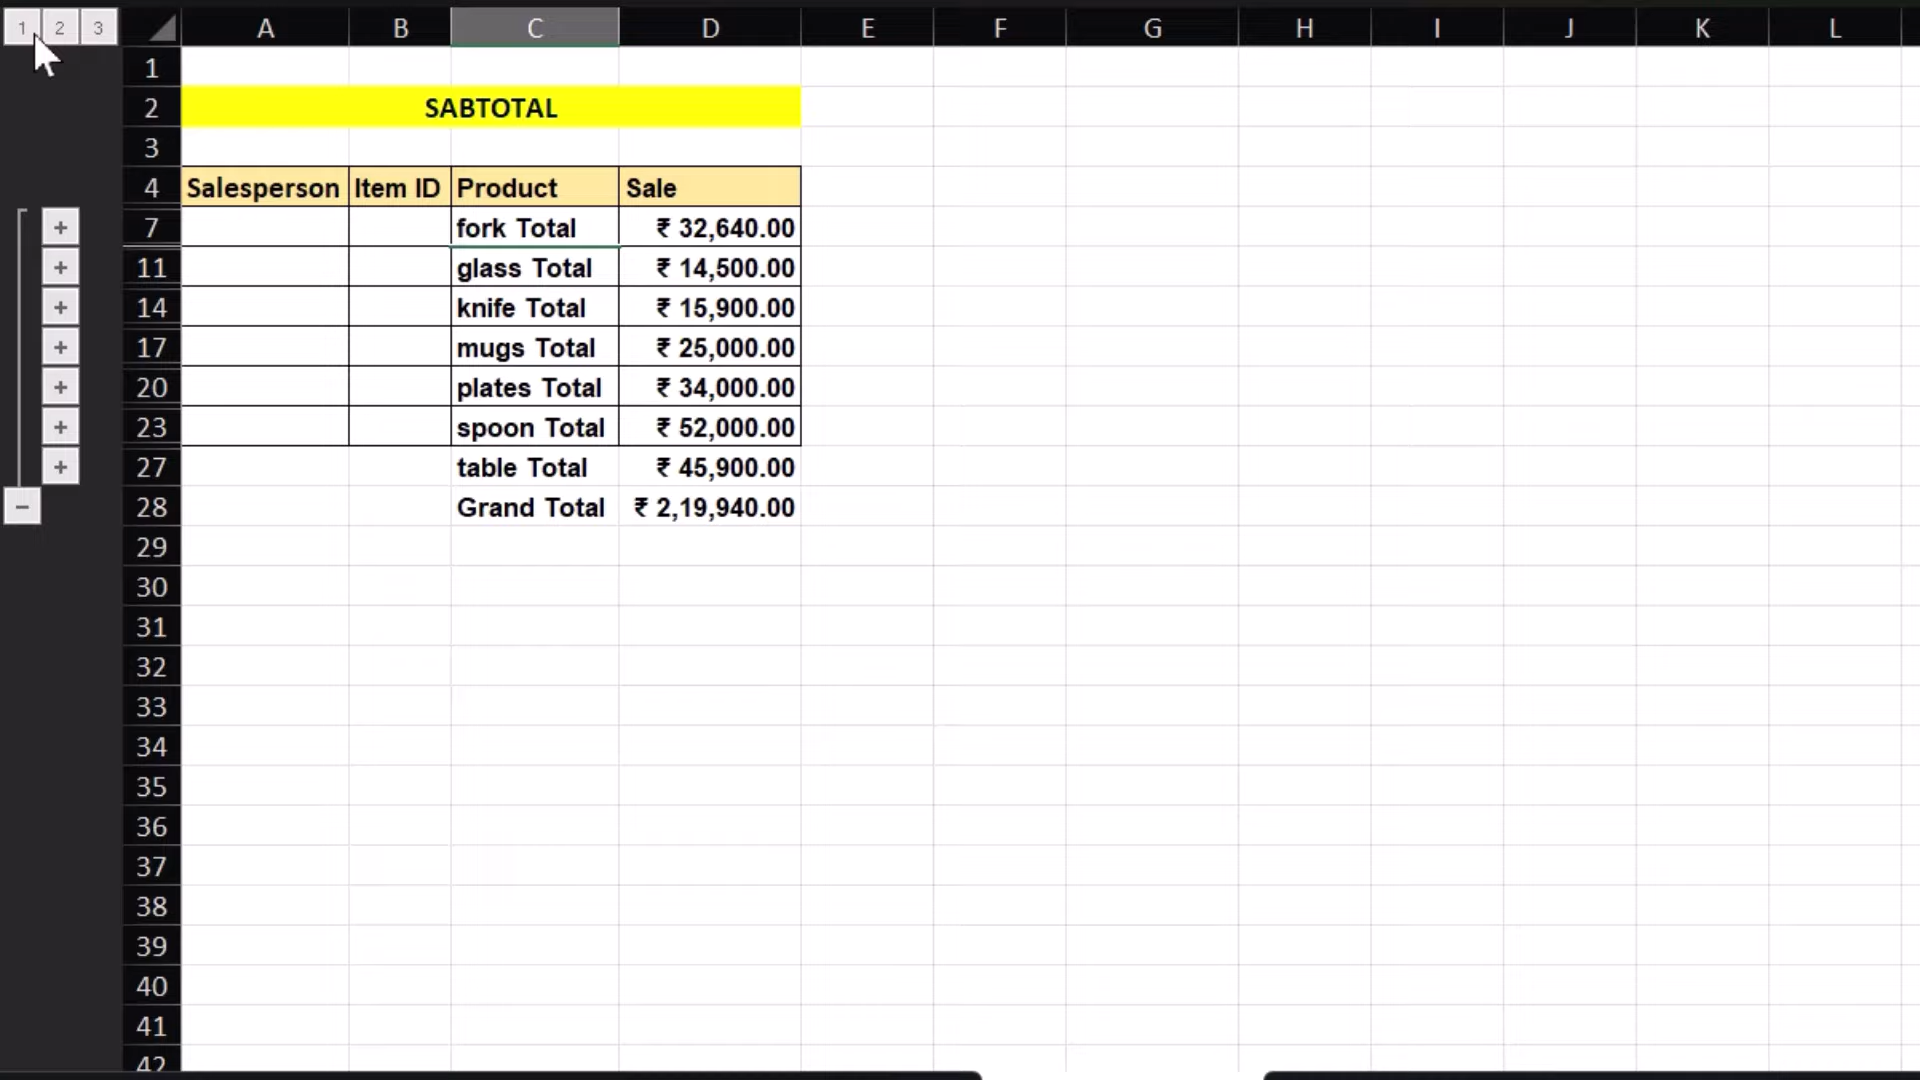 1 2 3 A B C D E F G H I J K L
1
2 SABTOTAL
3
4 Salesperson Item ID Product Sale
+ 7 fork Total ₹ 32,640.00
+ 11 glass Total ₹ 14,500.00
+ 14 knife Total ₹ 15,900.00
+ 17 mugs Total ₹ 25,000.00
+ 20 plates Total ₹ 34,000.00
+ 23 spoon Total ₹ 52,000.00
+ 27 table Total ₹ 45,900.00
- 28 Grand Total ₹ 2,19,940.00
29
30
31
32
33
34
35
36
37
38
39
40
41
42